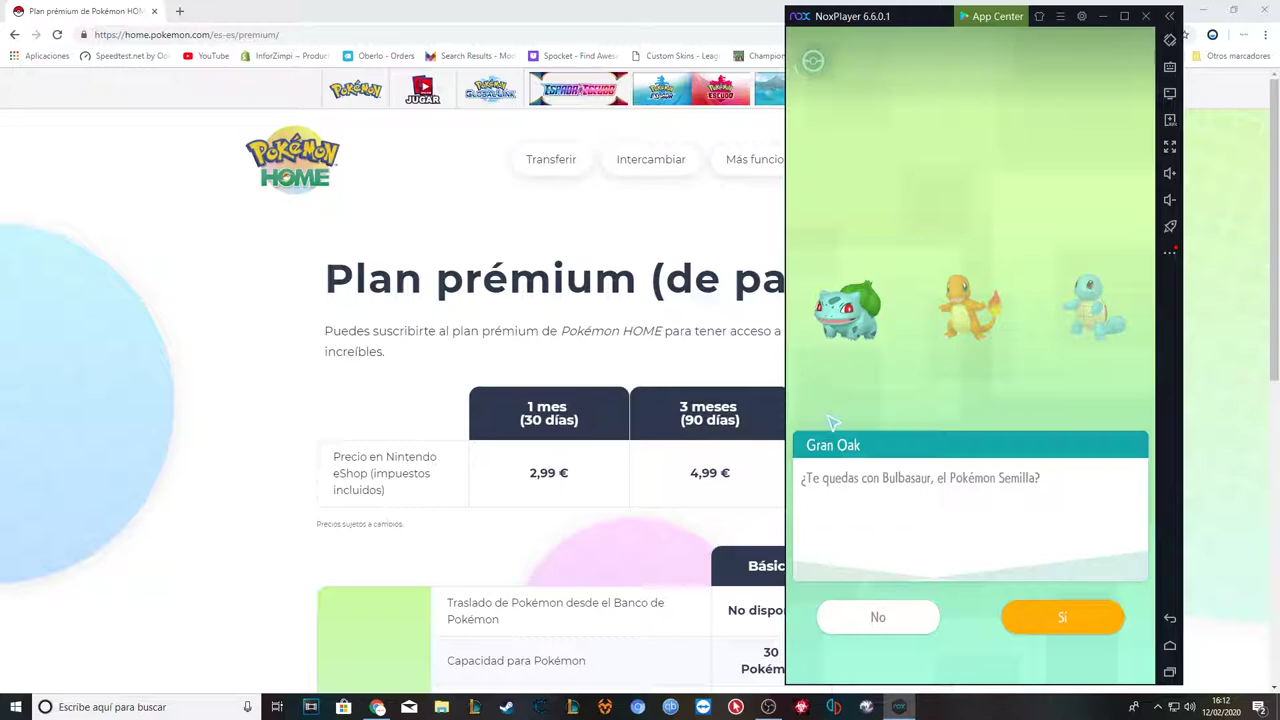 Pokémon HOME
https://home.pokemon.com/es-es/premium/
Aplicaciones
Speedtest.net by Ook
InforZimpi – Product
Oberlo - Orders
Search Results - Mo
Spocket - Find Awe
Custom Skins - Leag
Champion
Otros marcadores
Pokémon
JUGAR
ESPADA ESCUDO
Pokémon
HOME
Transferir
Intercambiar
Más funcio
Plan prémium (de pa
Puedes suscribirte al plan prémium de Pokémon HOME para tener acceso a
increíbles.
1 mes
(30 días)
3 meses
(90 días)
Precio en Nintendo
eShop (impuestos
incluidos)
2,99 €
4,99 €
Precios sujetos a cambios.
Básic
Traslado de Pokémon desde el Banco de
Pokémon
No dispo
Capacidad para Pokémon
30
Pokém
nox
NoxPlayer 6.6.0.1
App Center
Gran Oak
¿Te quedas con Bulbasaur, el Pokémon Semilla?
No
Sí
Escribe aquí para buscar
16:12
12/02/2020